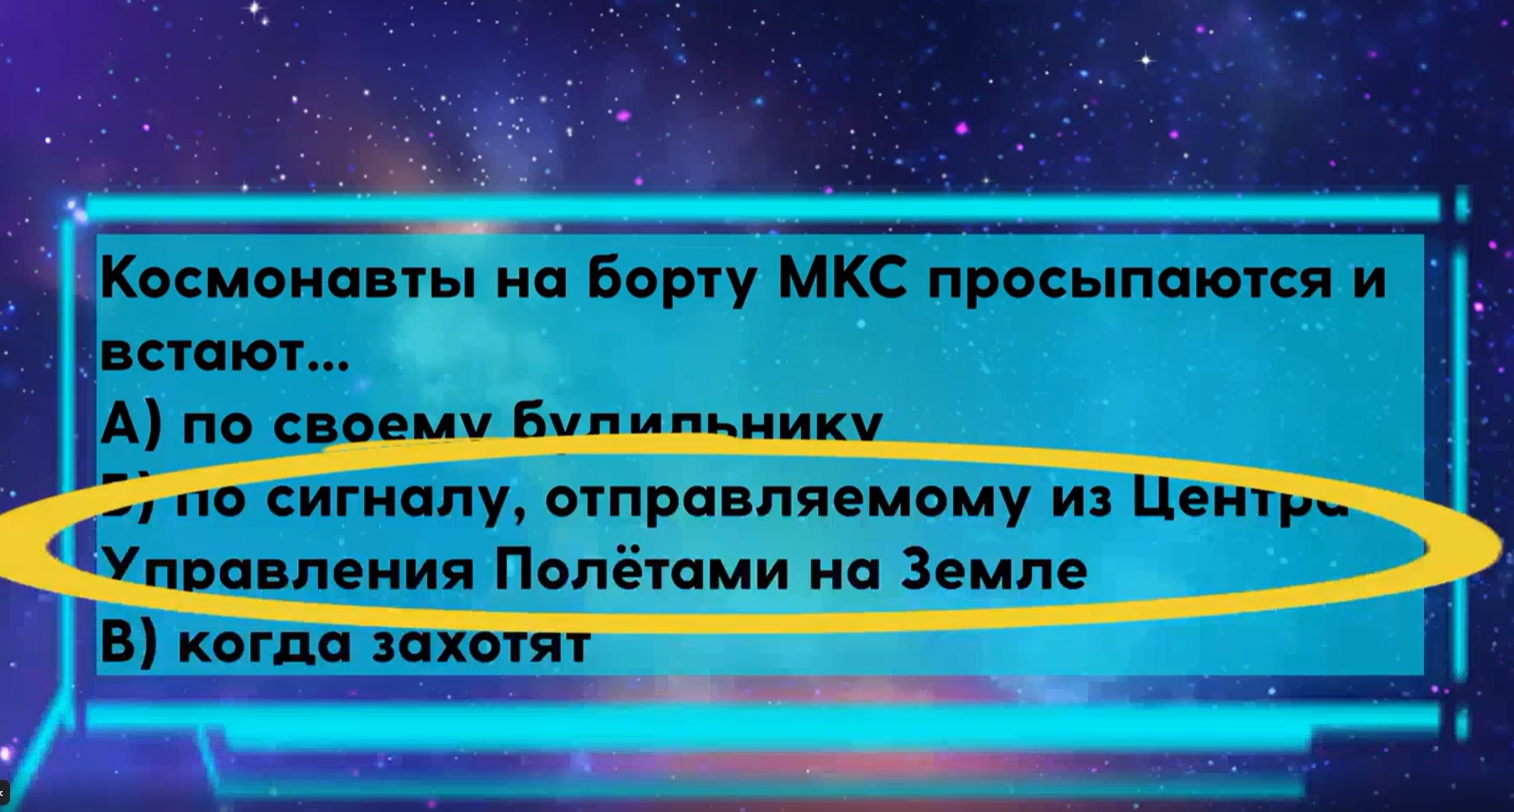 Космонавты на борту МКС просыпаются и
встают...
А) по своему будильнику
Б) по сигналу, отправляемому из Центра
Управления Полётами на Земле
В) когда захотят